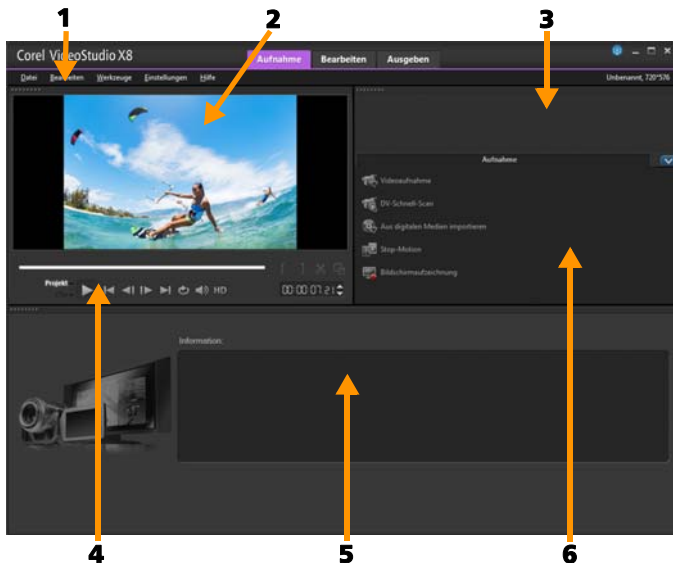 1
2
3
Corel VideoStudio X8
Aufnahme Bearbeiten Ausgeben
Datei Bearbeiten Werkzeuge Einstellungen Hilfe
Unbenannt, 720*576
Aufnahme
Videoaufnahme
DV-Schnell-Scan
Aus digitalen Medien importieren
Stop-Motion
Bildschirmaufzeichnung
Projekt
HD
00:00:07:21
Information:
4
5
6